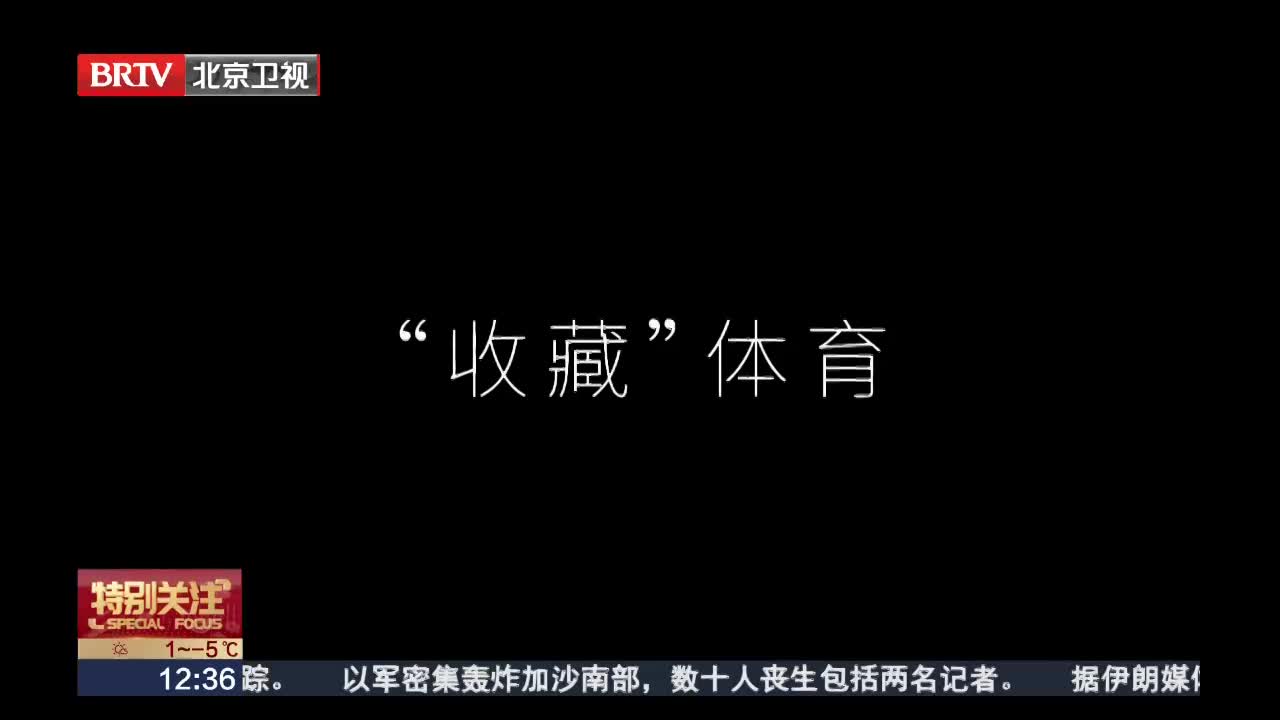 BRTV 北京卫视
“收藏”体育
特别关注
SPECIAL FOCUS
1~-5℃
12:36 踪。 以军密集轰炸加沙南部，数十人丧生包括两名记者。 据伊朗媒体